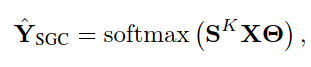 Ŷ_SGC = softmax (S^K XΘ) ,